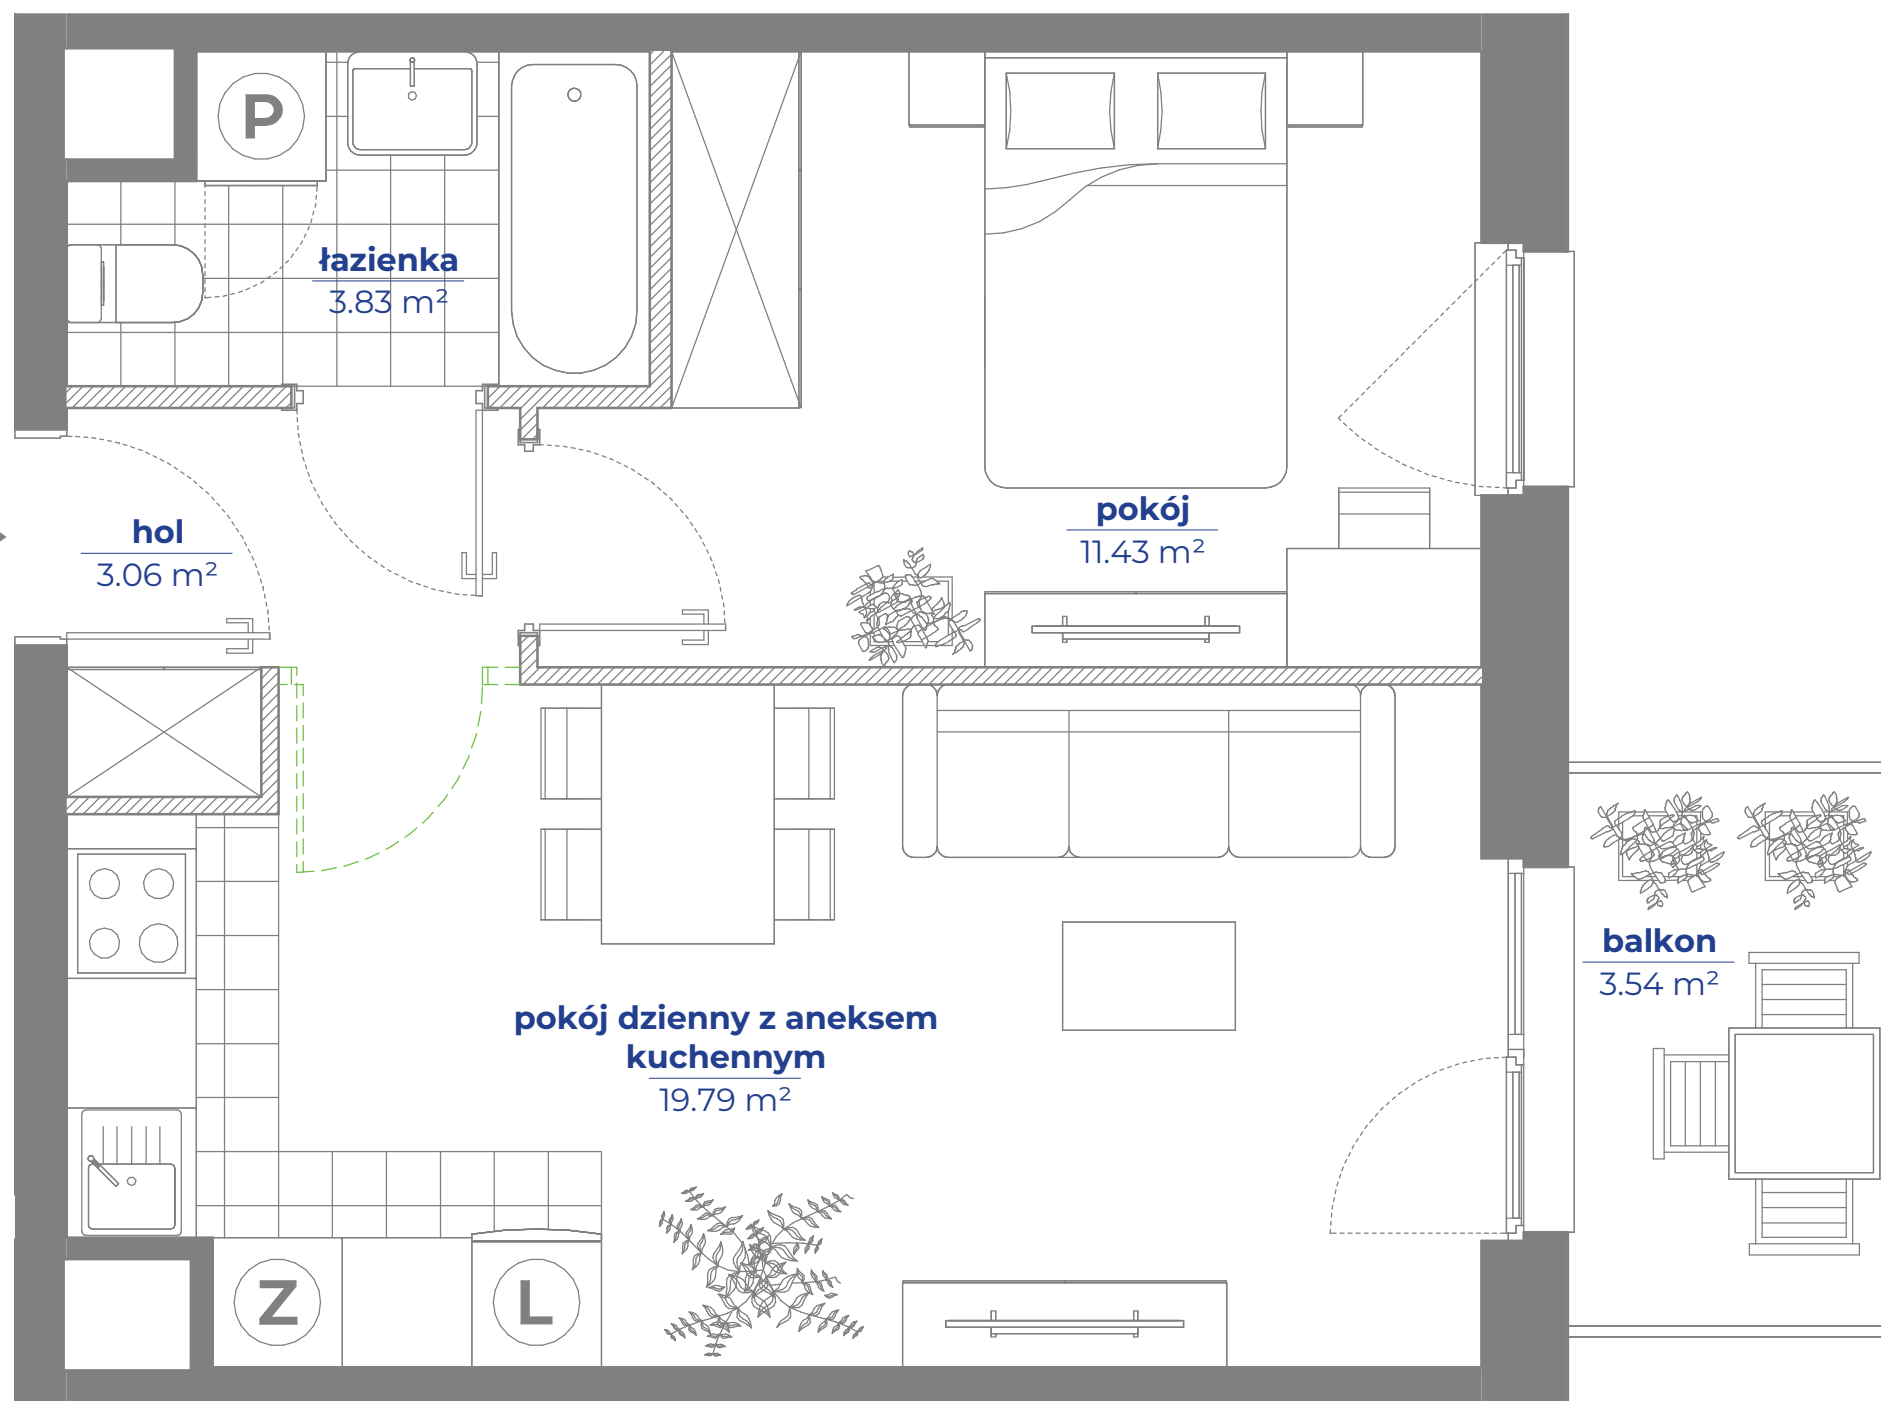 P
łazienka
3.83 m²
hol
3.06 m²
pokój
11.43 m²
balkon
3.54 m²
pokój dzienny z aneksem
kuchennym
19.79 m²
Z
L